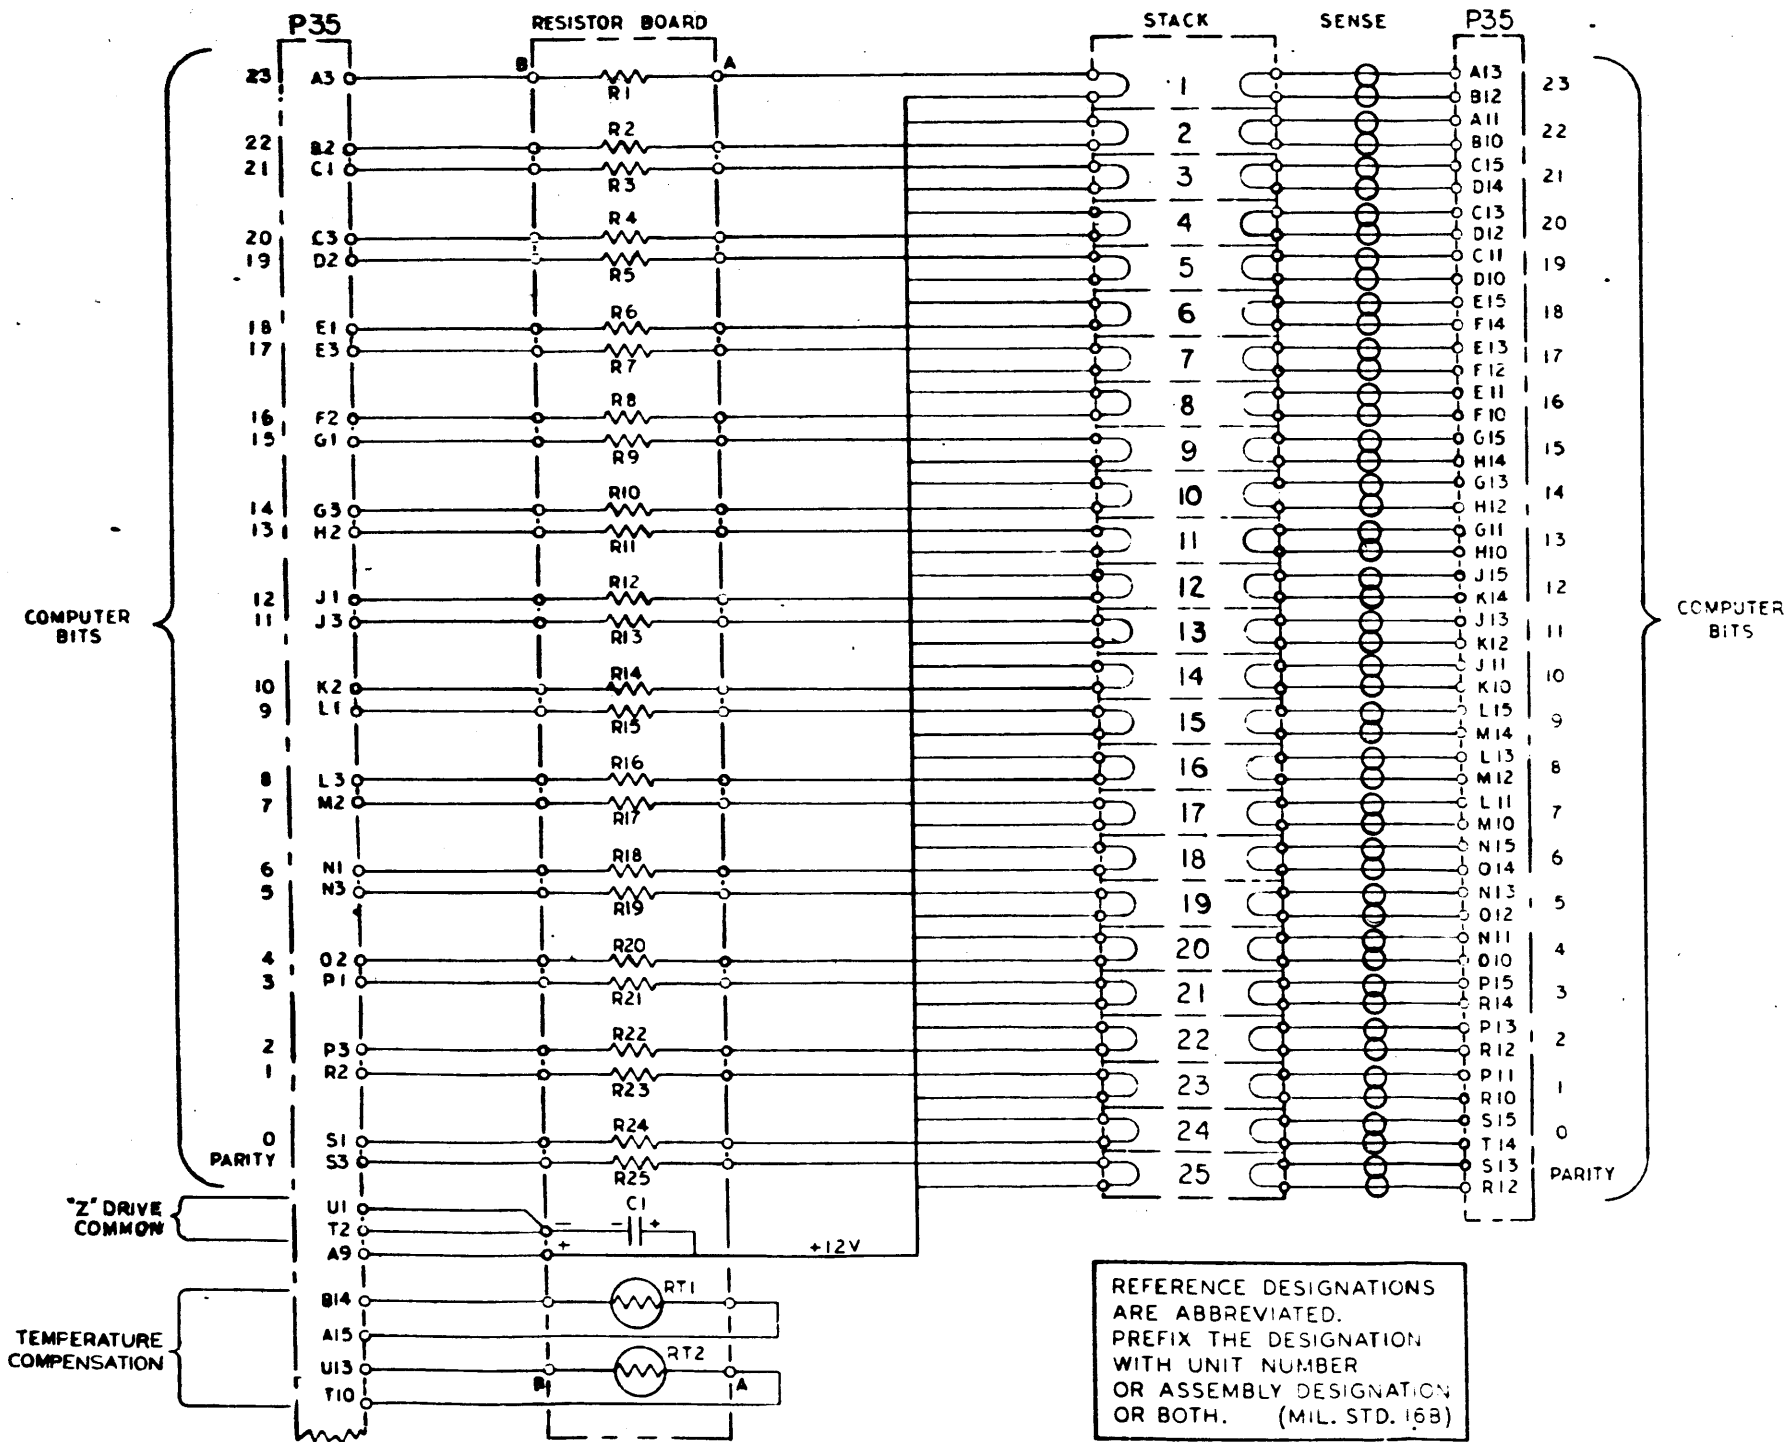 P35 RESISTOR BOARD STACK SENSE P35
B A
23 A3 R1 1 A13 23
B12
22 B2 R2 2 A11 22
B10
21 C1 R3 3 C15 21
D14
20 C3 R4 4 C13 20
D12
19 D2 R5 5 C11 19
D10
18 E1 R6 6 E15 18
F14
17 E3 R7 7 E13 17
F12
16 F2 R8 8 E11 16
F10
15 G1 R9 9 G15 15
H14
14 G3 R10 10 G13 14
H12
13 H2 R11 11 G11 13
H10
12 J1 R12 12 J15 12
K14
COMPUTER
BITS
11 J3 R13 13 J13 11
K12
COMPUTER
BITS
10 K2 R14 14 J11 10
K10
9 L1 R15 15 L15 9
M14
8 L3 R16 16 L13 8
M12
7 M2 R17 17 L11 7
M10
6 N1 R18 18 N15 6
O14
5 N3 R19 19 N13 5
O12
4 O2 R20 20 N11 4
O10
3 P1 R21 21 P15 3
R14
2 P3 R22 22 P13 2
R12
1 R2 R23 23 P11 1
R10
0 S1 R24 24 S15 0
T14
PARITY S3 R25 25 S13 PARITY
R12
"Z" DRIVE
COMMON
U1 C1
T2 - - +
A9 + +12V
TEMPERATURE
COMPENSATION
B14 RT1
A15
U13 RT2
B A
T10
REFERENCE DESIGNATIONS
ARE ABBREVIATED.
PREFIX THE DESIGNATION
WITH UNIT NUMBER
OR ASSEMBLY DESIGNATION
OR BOTH. (MIL. STD. 16B)